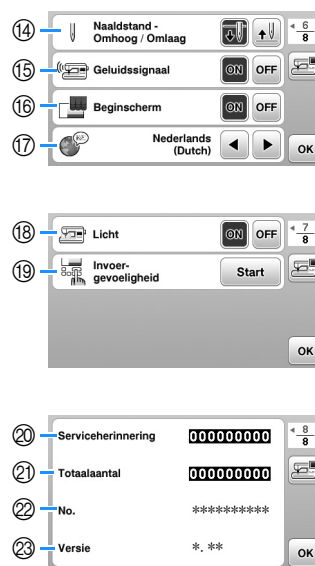 ⑭ Naaldstand -
Omhoog / Omlaag
6
8
⑮ Geluidssignaal ON OFF
⑯ Beginscherm ON OFF
⑰ Nederlands
(Dutch)
OK
⑱ Licht ON OFF
7
8
⑲ Invoer-
gevoeligheid Start
OK
⑳ Serviceherinnering 000000000
8
8
㉑ Totaalaantal 000000000
㉒ No. **********
㉓ Versie *. **
OK